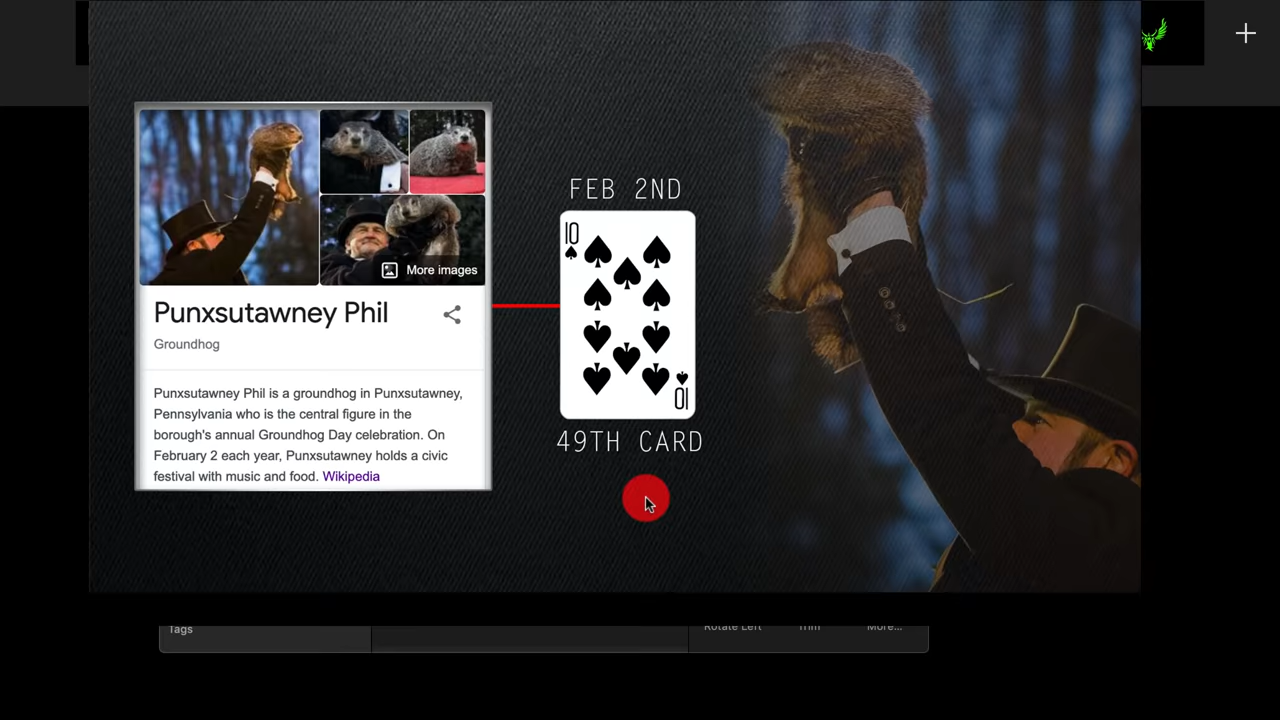 FEB 2ND
10
10
49TH CARD
More images
Punxsutawney Phil
Groundhog
Punxsutawney Phil is a groundhog in Punxsutawney,
Pennsylvania who is the central figure in the
borough's annual Groundhog Day celebration. On
February 2 each year, Punxsutawney holds a civic
festival with music and food. Wikipedia
Tags
Rotate Left
Trim
More...